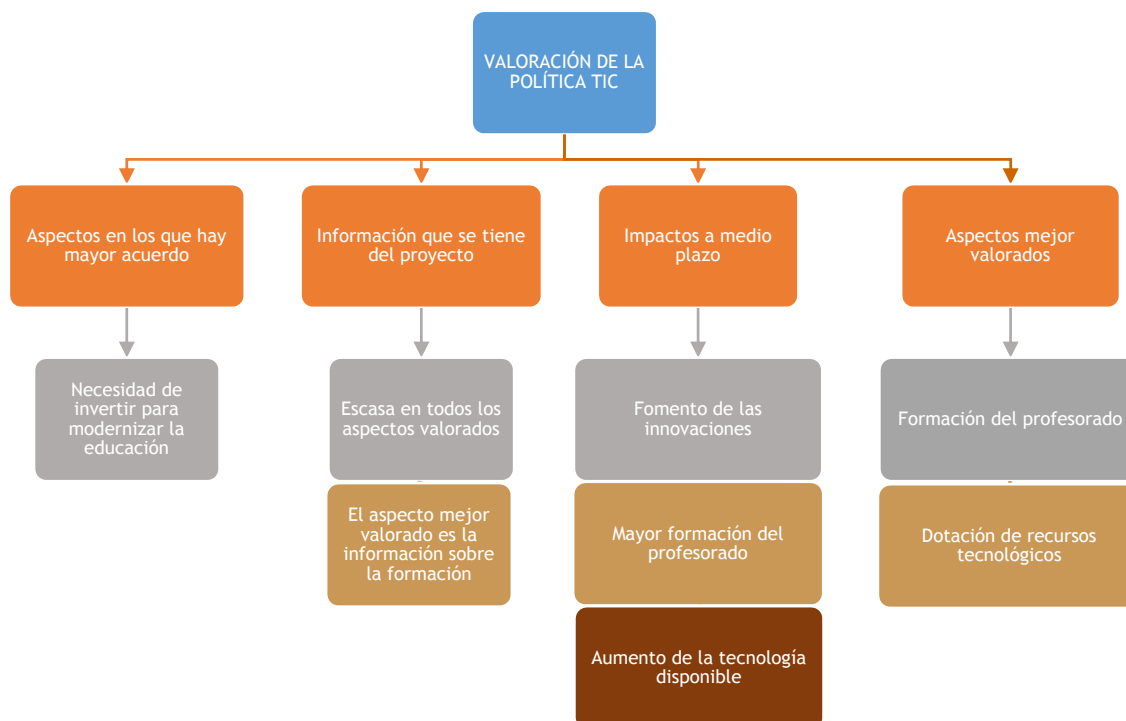 VALORACIÓN DE LA
POLÍTICA TIC
Aspectos en los que hay
mayor acuerdo
Información que se tiene
del proyecto
Impactos a medio
plazo
Aspectos mejor
valorados
Necesidad de
invertir para
modernizar la
educación
Escasa en todos los
aspectos valorados
Fomento de las
innovaciones
Formación del profesorado
El aspecto mejor
valorado es la
información sobre
la formación
Mayor formación del
profesorado
Dotación de recursos
tecnológicos
Aumento de la tecnología
disponible